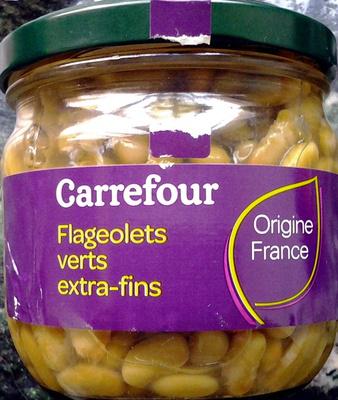 Carrefour
Flageolets
verts
extra-fins
Origine
France